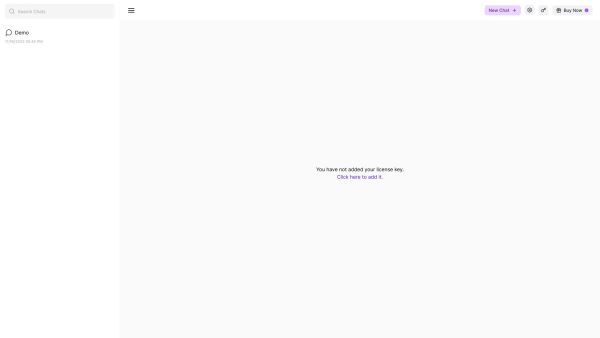 Search Chats
New Chat +
Buy Now
Demo
You have not added your license key.
Click here to add it.